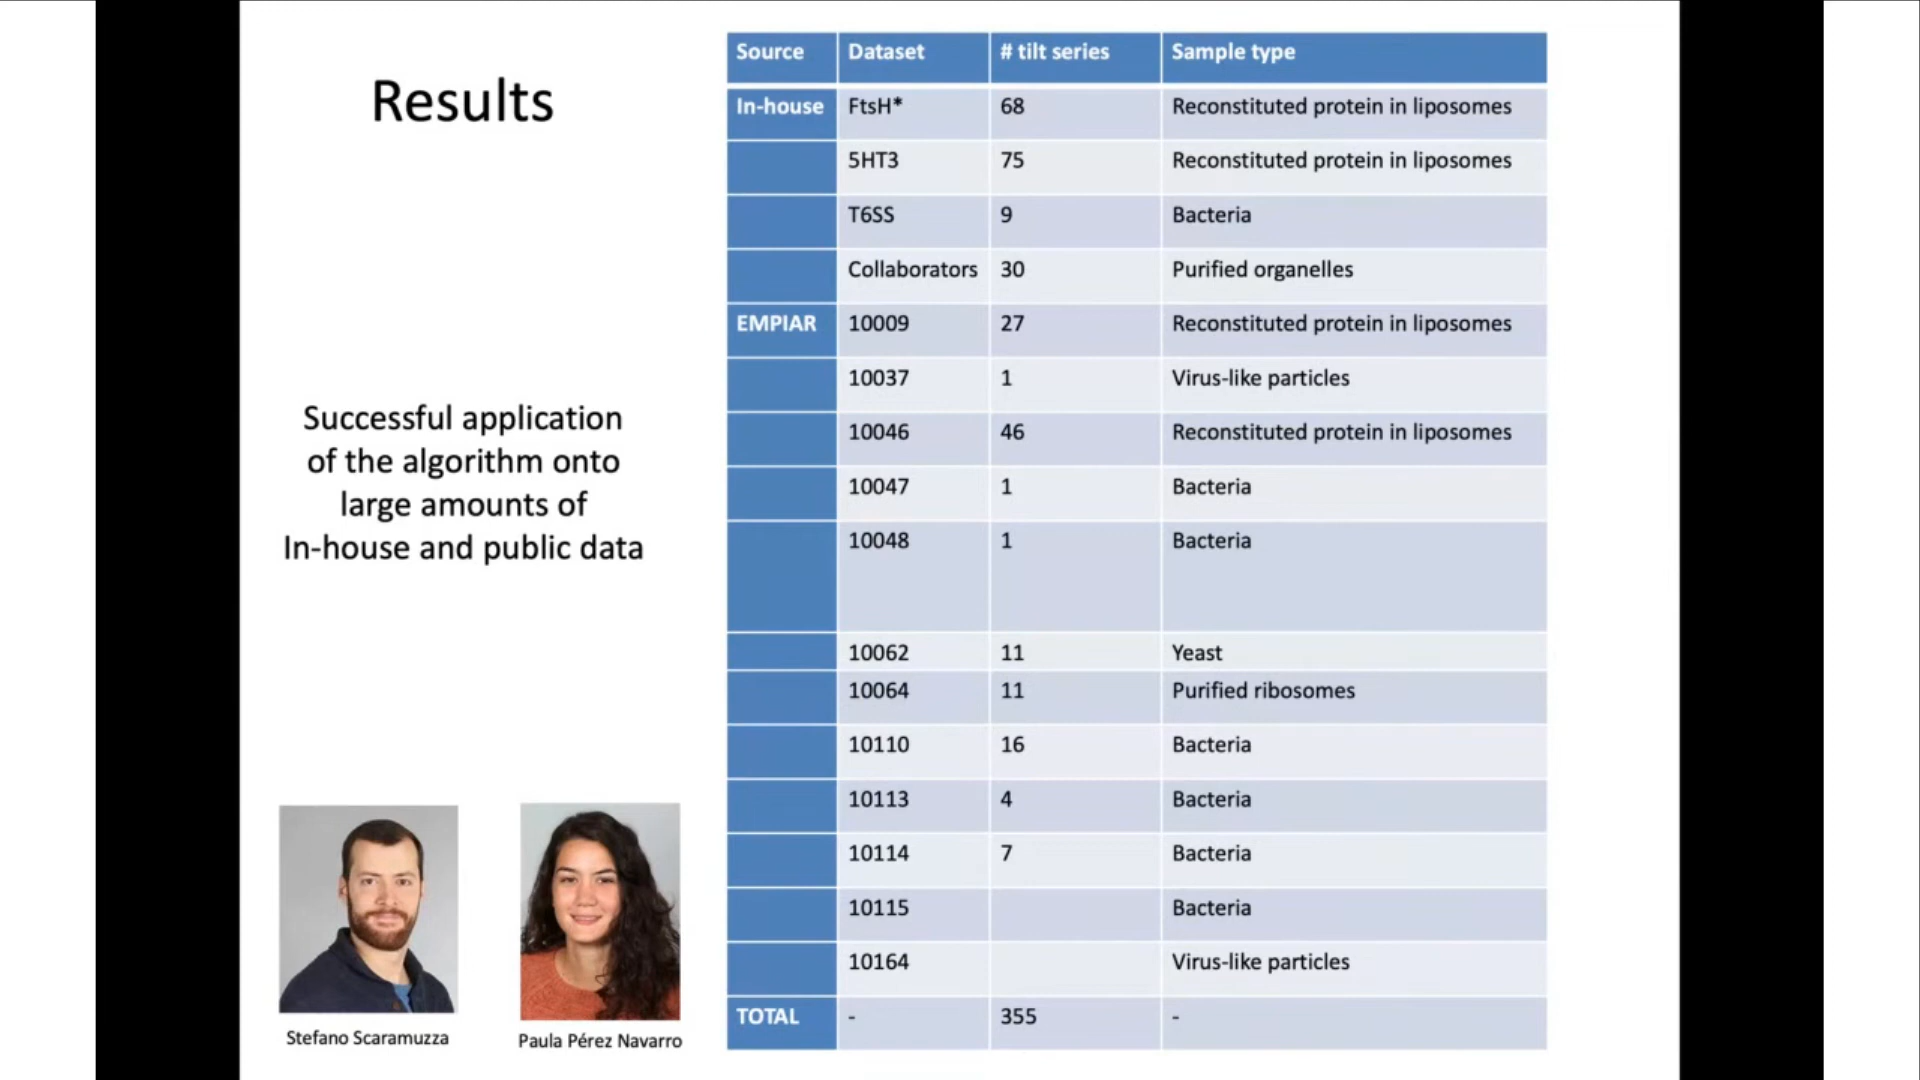 Results
Successful application
of the algorithm onto
large amounts of
In-house and public data
Stefano Scaramuzza
Paula Pérez Navarro
Source Dataset # tilt series Sample type
In-house FtsH* 68 Reconstituted protein in liposomes
5HT3 75 Reconstituted protein in liposomes
T6SS 9 Bacteria
Collaborators 30 Purified organelles
EMPIAR 10009 27 Reconstituted protein in liposomes
10037 1 Virus-like particles
10046 46 Reconstituted protein in liposomes
10047 1 Bacteria
10048 1 Bacteria
10062 11 Yeast
10064 11 Purified ribosomes
10110 16 Bacteria
10113 4 Bacteria
10114 7 Bacteria
10115 Bacteria
10164 Virus-like particles
TOTAL - 355 -